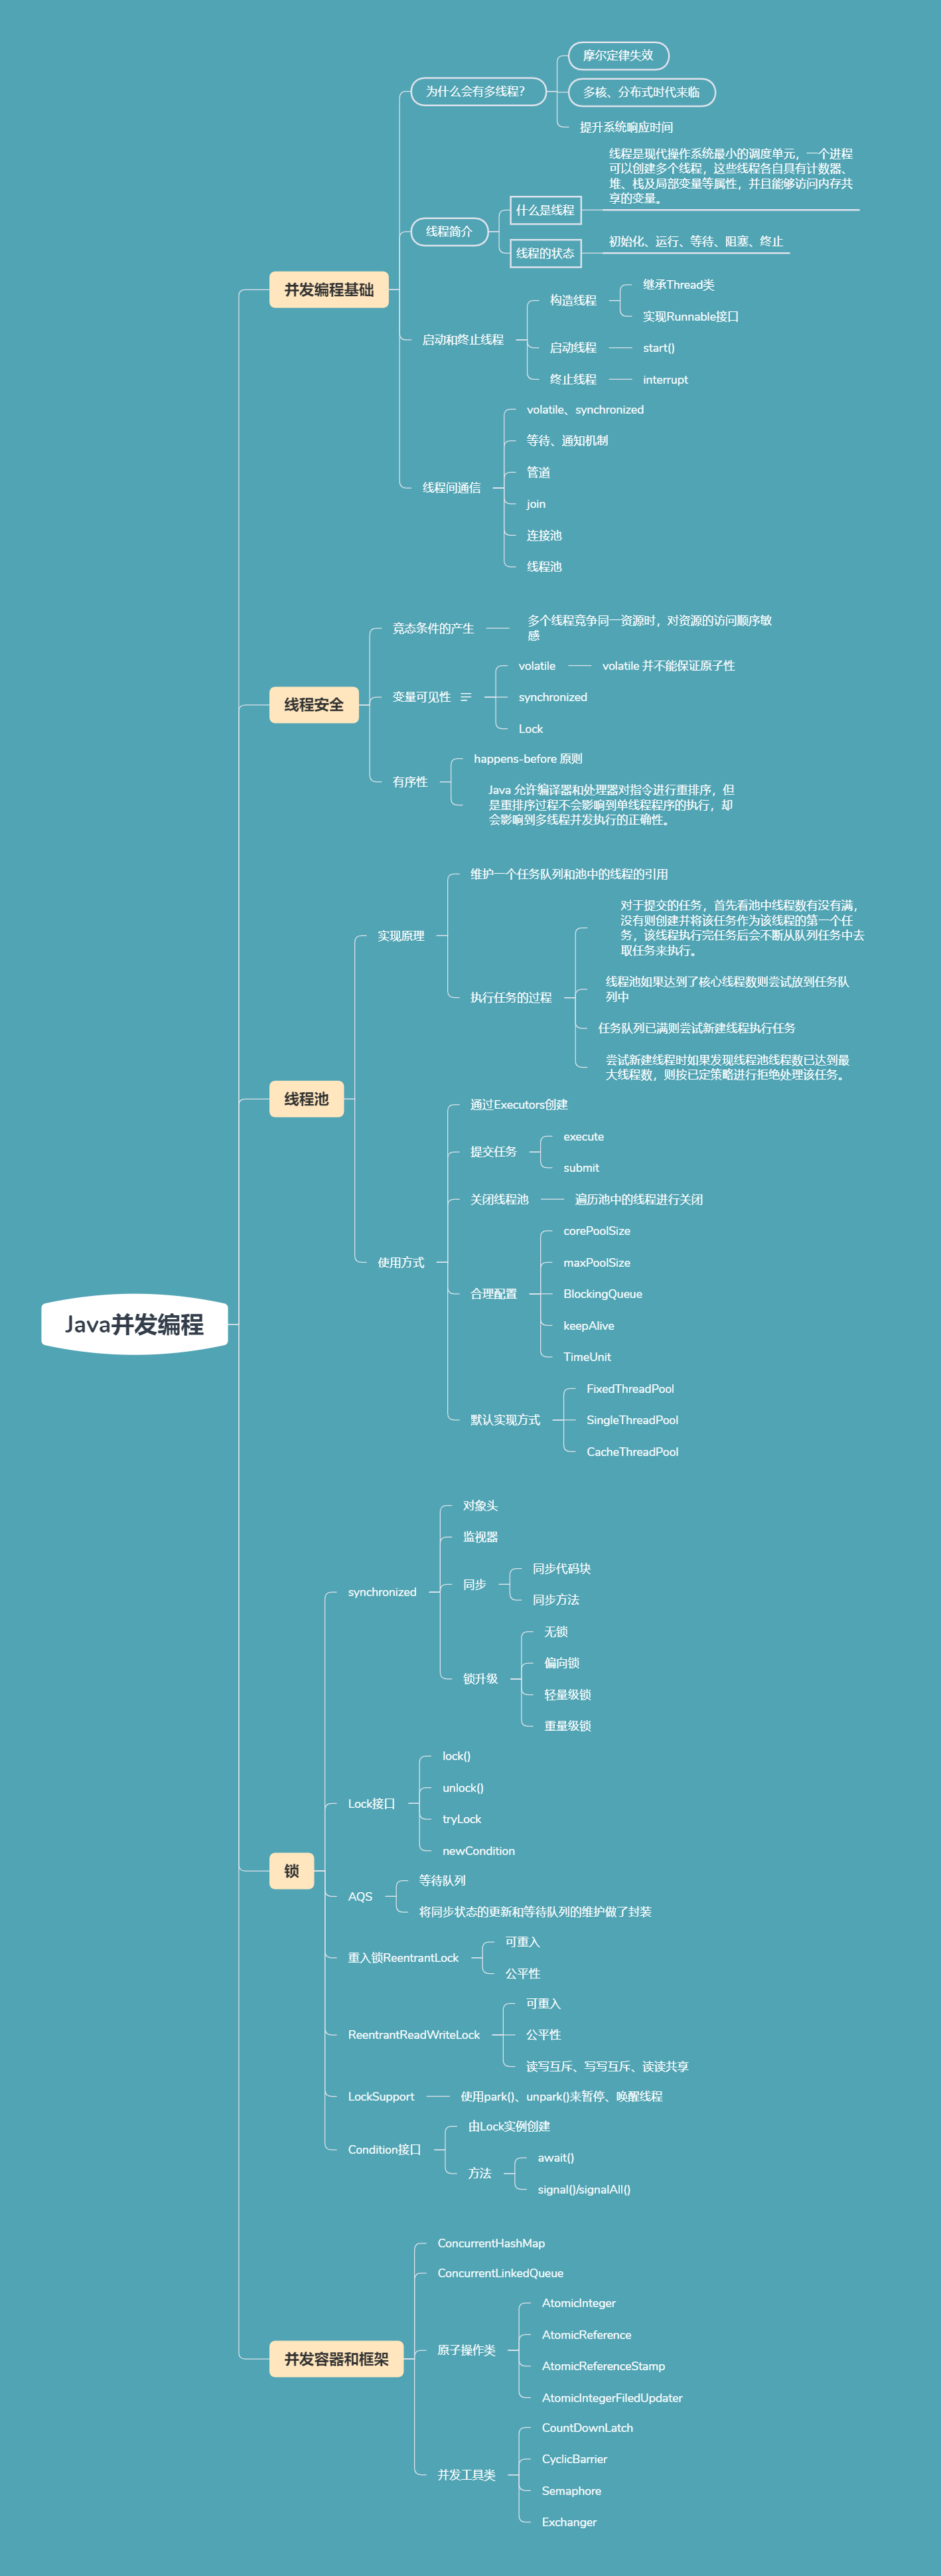 Java并发编程
并发编程基础
为什么会有多线程？
摩尔定律失效
多核、分布式时代来临
提升系统响应时间
线程简介
什么是线程
线程是现代操作系统最小的调度单元，一个进程
可以创建多个线程，这些线程各自具有计数器、
堆、栈及局部变量等属性，并且能够访问内存共
享的变量。
线程的状态
初始化、运行、等待、阻塞、终止
启动和终止线程
构造线程
继承Thread类
实现Runnable接口
启动线程
start()
终止线程
interrupt
线程间通信
volatile、synchronized
等待、通知机制
管道
join
连接池
线程池
线程安全
竞态条件的产生
多个线程竞争同一资源时，对资源的访问顺序敏
感
变量可见性
volatile
volatile 并不能保证原子性
synchronized
Lock
有序性
happens-before 原则
Java 允许编译器和处理器对指令进行重排序，但
是重排序过程不会影响到单线程程序的执行，却
会影响到多线程并发执行的正确性。
线程池
实现原理
维护一个任务队列和池中的线程的引用
执行任务的过程
对于提交的任务，首先看池中线程数有没有满，
没有则创建并将该任务作为该线程的第一个任
务，该线程执行完任务后会不断从队列任务中去
取任务来执行。
线程池如果达到了核心线程数则尝试放到任务队
列中
任务队列已满则尝试新建线程执行任务
尝试新建线程时如果发现线程池线程数已达到最
大线程数，则按已定策略进行拒绝处理该任务。
使用方式
通过Executors创建
提交任务
execute
submit
关闭线程池
遍历池中的线程进行关闭
合理配置
corePoolSize
maxPoolSize
BlockingQueue
keepAlive
TimeUnit
默认实现方式
FixedThreadPool
SingleThreadPool
CacheThreadPool
锁
synchronized
对象头
监视器
同步
同步代码块
同步方法
锁升级
无锁
偏向锁
轻量级锁
重量级锁
Lock接口
lock()
unlock()
tryLock
newCondition
AQS
等待队列
将同步状态的更新和等待队列的维护做了封装
重入锁ReentrantLock
可重入
公平性
ReentrantReadWriteLock
可重入
公平性
读写互斥、写写互斥、读读共享
LockSupport
使用park()、unpark()来暂停、唤醒线程
Condition接口
由Lock实例创建
方法
await()
signal()/signalAll()
并发容器和框架
ConcurrentHashMap
ConcurrentLinkedQueue
原子操作类
AtomicInteger
AtomicReference
AtomicReferenceStamp
AtomicIntegerFiledUpdater
并发工具类
CountDownLatch
CyclicBarrier
Semaphore
Exchanger